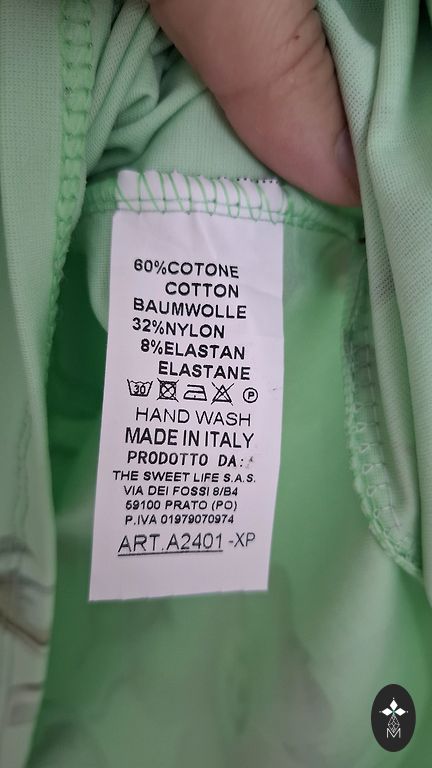 60%COTONE
COTTON
BAUMWOLLE
32%NYLON
8%ELASTAN
ELASTANE
30 P
HAND WASH
MADE IN ITALY
PRODOTTO DA:
THE SWEET LIFE S.A.S.
VIA DEI FOSSI 8/B4
59100 PRATO (PO)
P.IVA 01979070974
ART.A2401-XP
M